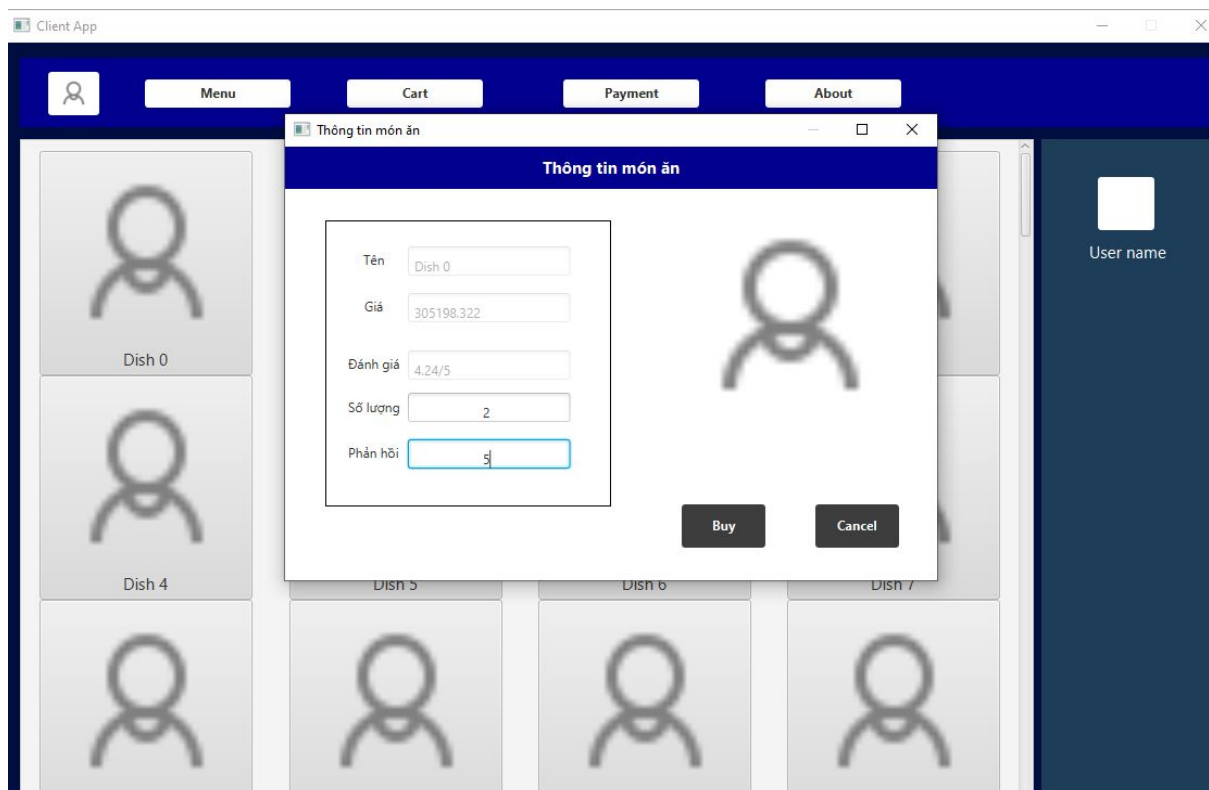 Client App
Menu
Cart
Payment
About
Thông tin món ăn
Thông tin món ăn
Tên
Dish 0
Giá
305198.322
Đánh giá
4.24/5
Số lượng
2
Phản hồi
5
Buy
Cancel
User name
Dish 0
Dish 4
Dish 5
Dish 6
Dish 7